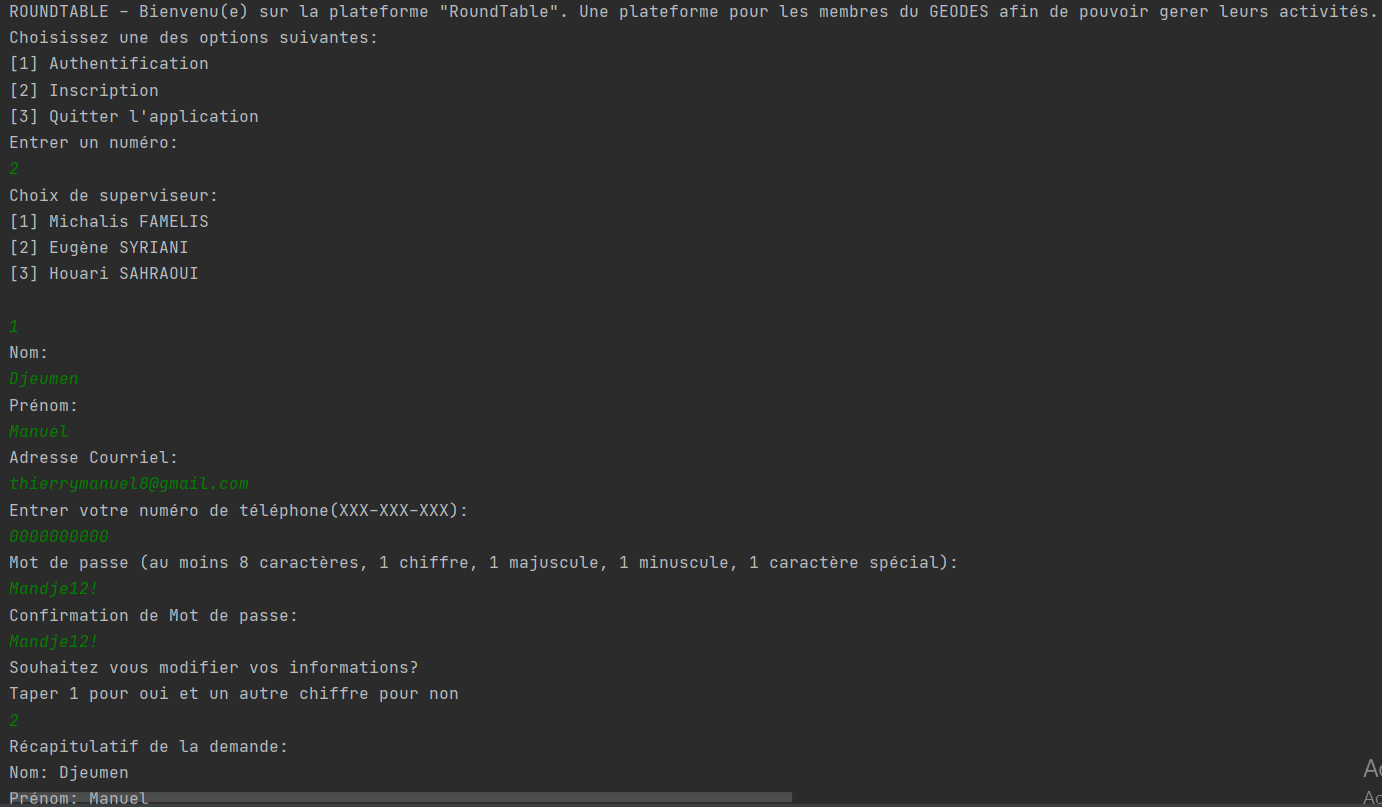 ROUNDTABLE - Bienvenu(e) sur la plateforme "RoundTable". Une plateforme pour les membres du GEODES afin de pouvoir gerer leurs activités.
Choisissez une des options suivantes:
[1] Authentification
[2] Inscription
[3] Quitter l'application
Entrer un numéro:
2
Choix de superviseur:
[1] Michalis FAMELIS
[2] Eugène SYRIANI
[3] Houari SAHRAOUI
1
Nom:
Djeumen
Prénom:
Manuel
Adresse Courriel:
thierrymanuel8@gmail.com
Entrer votre numéro de téléphone(XXX-XXX-XXX):
0000000000
Mot de passe (au moins 8 caractères, 1 chiffre, 1 majuscule, 1 minuscule, 1 caractère spécial):
Mandje12!
Confirmation de Mot de passe:
Mandje12!
Souhaitez vous modifier vos informations?
Taper 1 pour oui et un autre chiffre pour non
2
Récapitulatif de la demande:
Nom: Djeumen
Prénom: Manuel